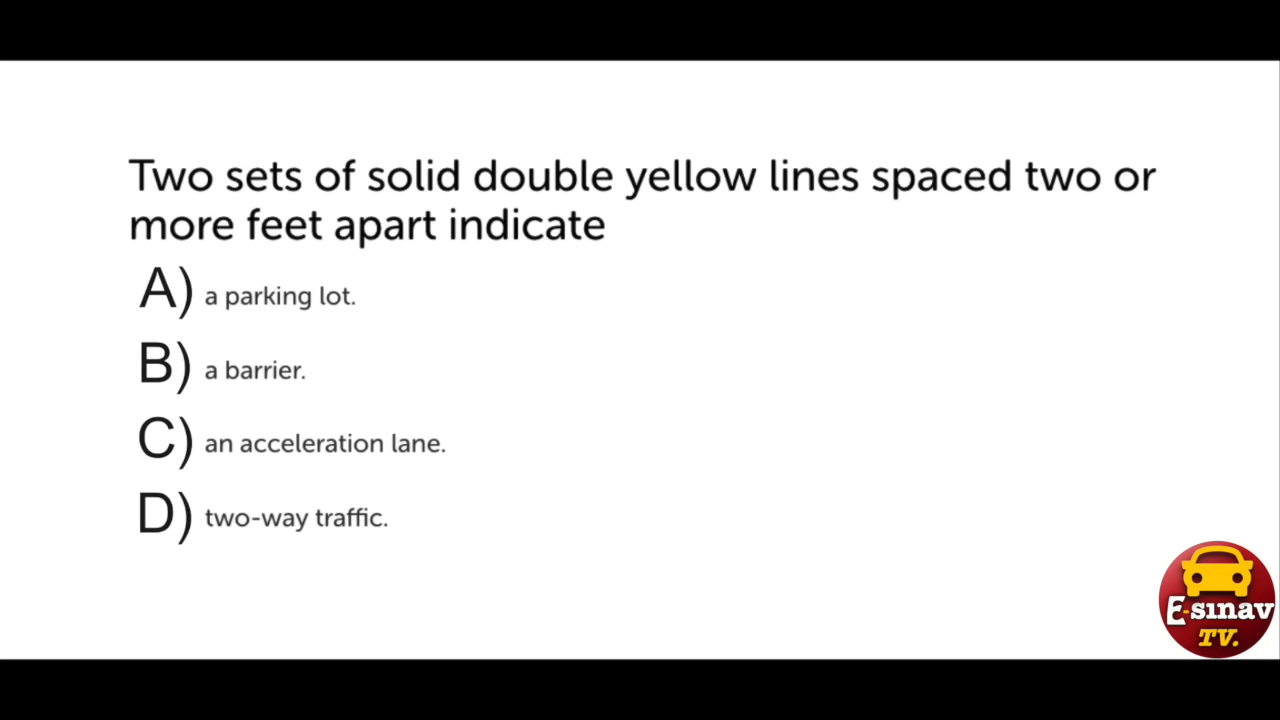 Two sets of solid double yellow lines spaced two or
more feet apart indicate
A) a parking lot.
B) a barrier.
C) an acceleration lane.
D) two-way traffic.
E-sınav
TV.